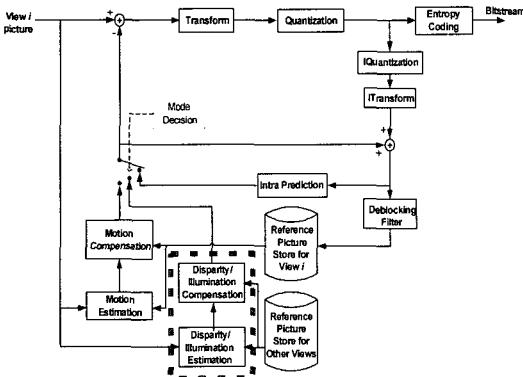 View i
picture
+
-
Transform
Quantization
Entropy
Coding
Bitstream
IQuantization
ITransform
+
+
Mode
Decision
Intra Prediction
Deblocking
Filter
Motion
Compensation
Reference
Picture
Store for
View i
Disparity/
Illumination
Compensation
Motion
Estimation
Reference
Picture
Store for
Other Views
Disparity/
Illumination
Estimation